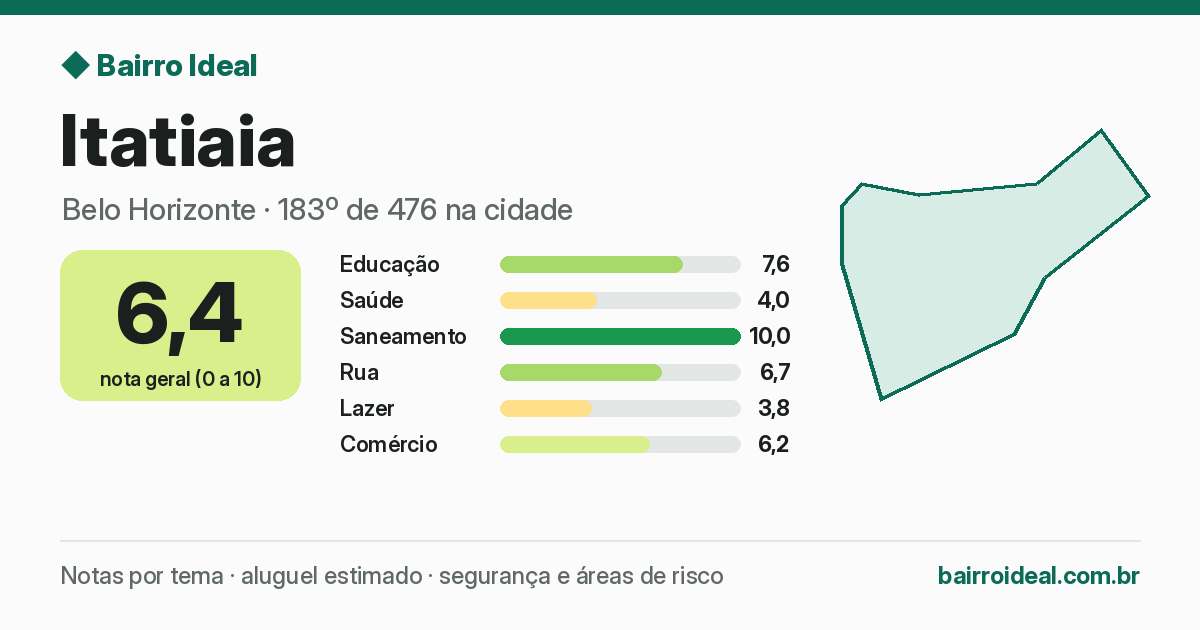 Bairro Ideal
Itatiaia
Belo Horizonte · 183º de 476 na cidade
6,4
nota geral (0 a 10)
Educação 7,6
Saúde 4,0
Saneamento 10,0
Rua 6,7
Lazer 3,8
Comércio 6,2
Notas por tema · aluguel estimado · segurança e áreas de risco
bairroideal.com.br